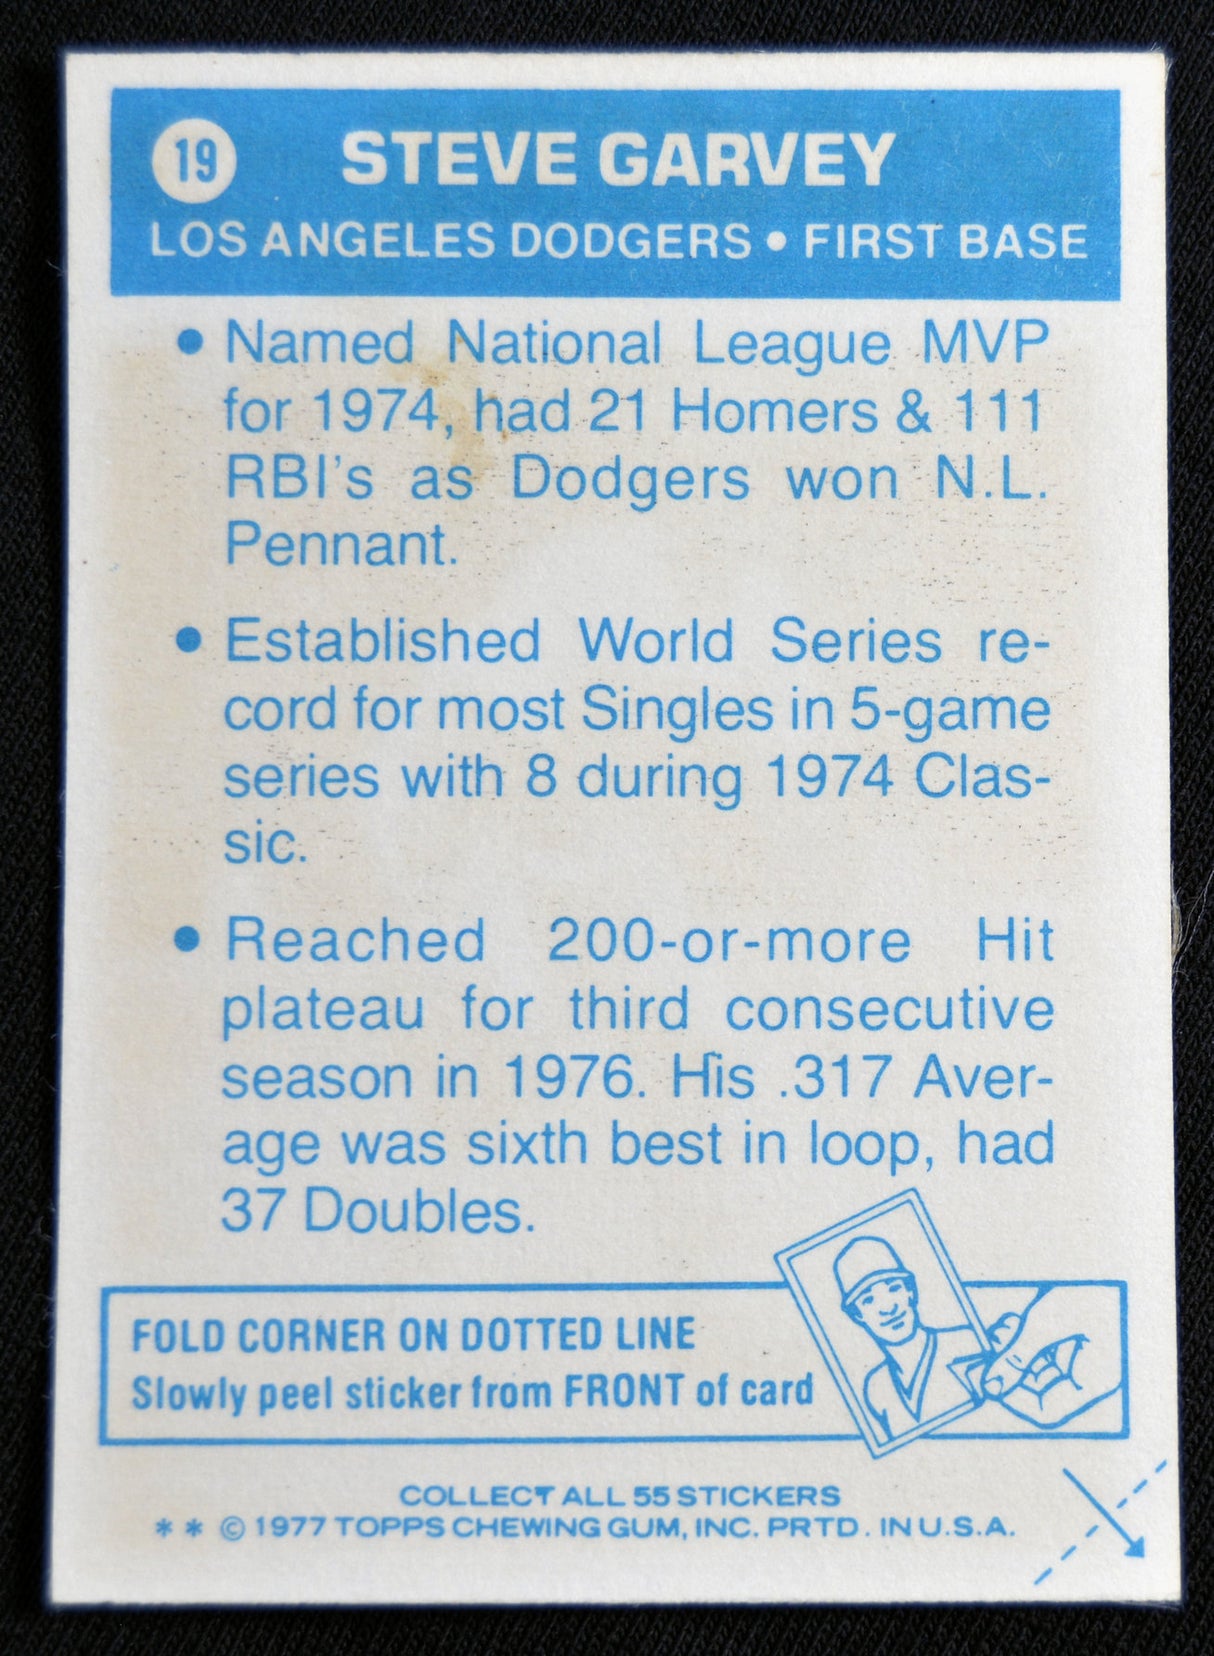 19 STEVE GARVEY
LOS ANGELES DODGERS • FIRST BASE
• Named National League MVP
for 1974, had 21 Homers & 111
RBI's as Dodgers won N.L.
Pennant.
• Established World Series re-
cord for most Singles in 5-game
series with 8 during 1974 Clas-
sic.
• Reached 200-or-more Hit
plateau for third consecutive
season in 1976. His .317 Aver-
age was sixth best in loop, had
37 Doubles.
FOLD CORNER ON DOTTED LINE
Slowly peel sticker from FRONT of card
COLLECT ALL 55 STICKERS
* * © 1977 TOPPS CHEWING GUM, INC. PRTD. IN U.S.A.